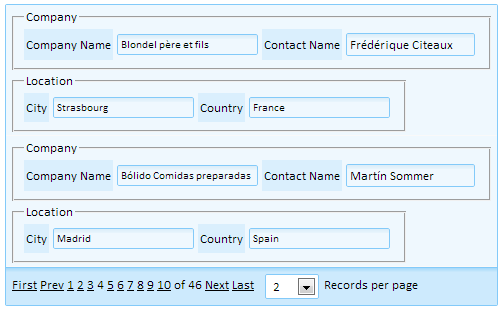 Company
Company Name Blondel père et fils Contact Name Frédérique Citeaux
Location
City Strasbourg Country France
Company
Company Name Bólido Comidas preparadas Contact Name Martín Sommer
Location
City Madrid Country Spain
First Prev 1 2 3 4 5 6 7 8 9 10 of 46 Next Last 2 Records per page